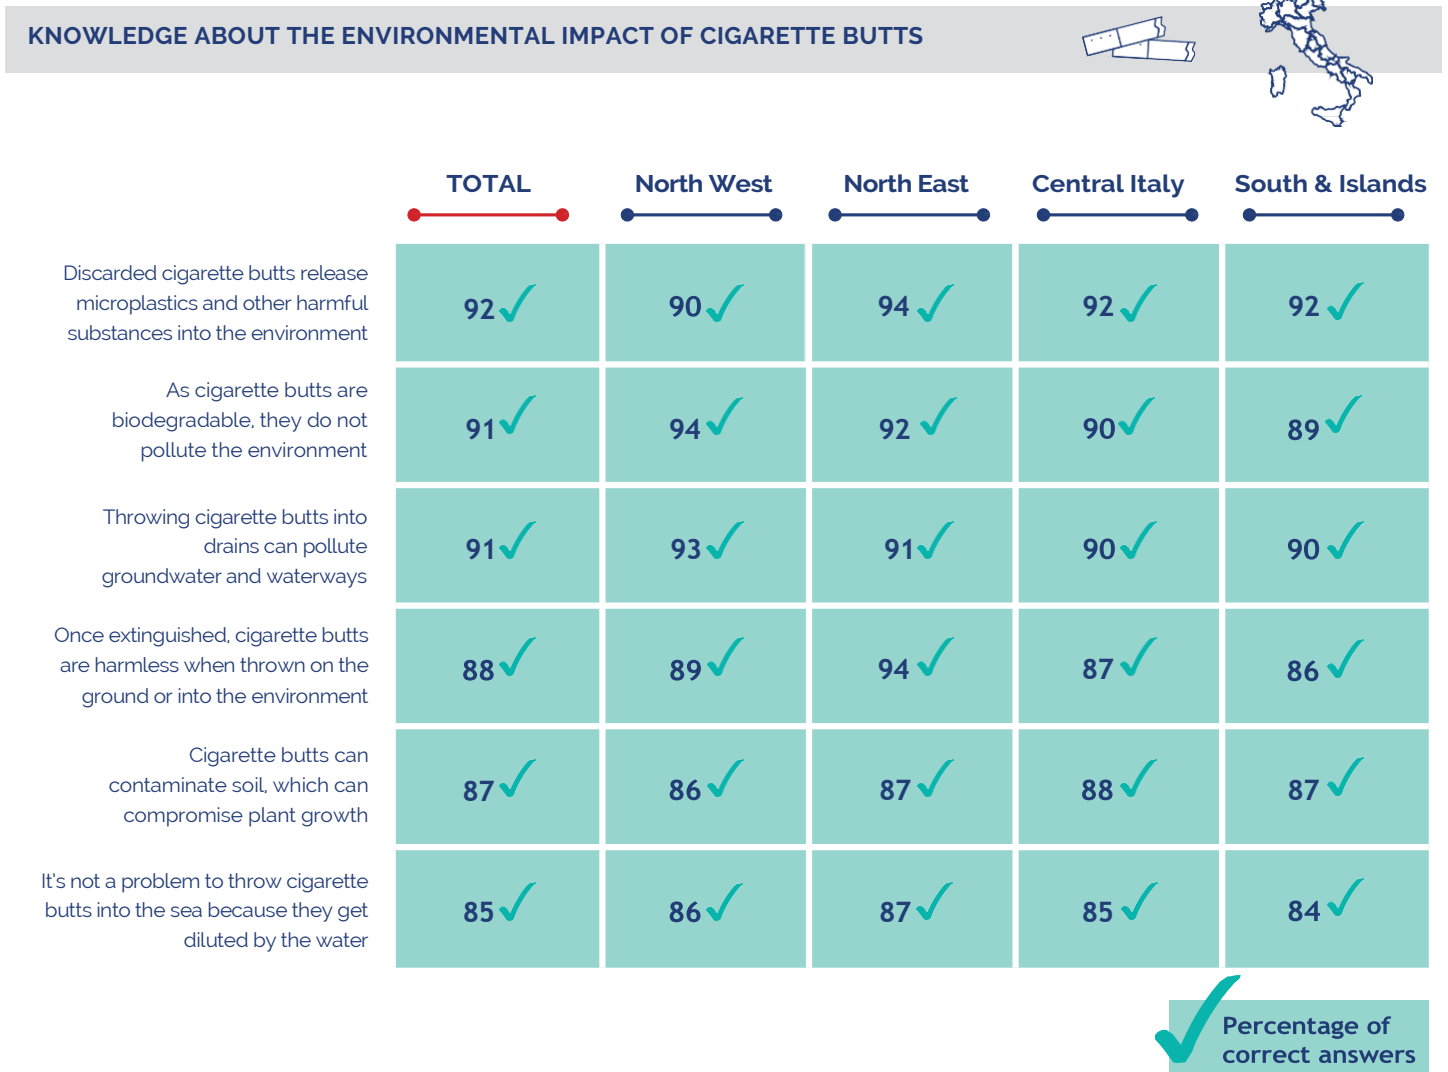 KNOWLEDGE ABOUT THE ENVIRONMENTAL IMPACT OF CIGARETTE BUTTS
TOTAL North West North East Central Italy South & Islands
Discarded cigarette butts release
microplastics and other harmful
substances into the environment
92 90 94 92 92
As cigarette butts are
biodegradable, they do not
pollute the environment
91 94 92 90 89
Throwing cigarette butts into
drains can pollute
groundwater and waterways
91 93 91 90 90
Once extinguished, cigarette butts
are harmless when thrown on the
ground or into the environment
88 89 94 87 86
Cigarette butts can
contaminate soil, which can
compromise plant growth
87 86 87 88 87
It's not a problem to throw cigarette
butts into the sea because they get
diluted by the water
85 86 87 85 84
Percentage of
correct answers